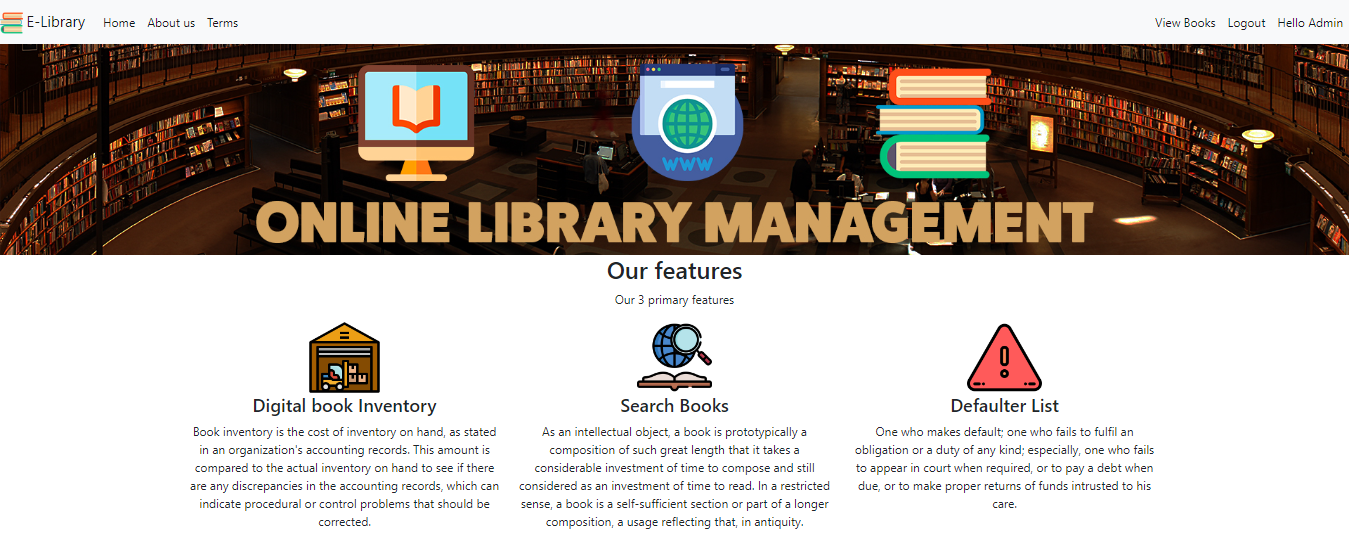 E-Library Home About us Terms View Books Logout Hello Admin
WWW
ONLINE LIBRARY MANAGEMENT
Our features
Our 3 primary features
Digital book Inventory
Book inventory is the cost of inventory on hand, as stated
in an organization's accounting records. This amount is
compared to the actual inventory on hand to see if there
are any discrepancies in the accounting records, which can
indicate procedural or control problems that should be
corrected.
Search Books
As an intellectual object, a book is prototypically a
composition of such great length that it takes a
considerable investment of time to compose and still
considered as an investment of time to read. In a restricted
sense, a book is a self-sufficient section or part of a longer
composition, a usage reflecting that, in antiquity.
Defaulter List
One who makes default; one who fails to fulfil an
obligation or a duty of any kind; especially, one who fails
to appear in court when required, or to pay a debt when
due, or to make proper returns of funds intrusted to his
care.